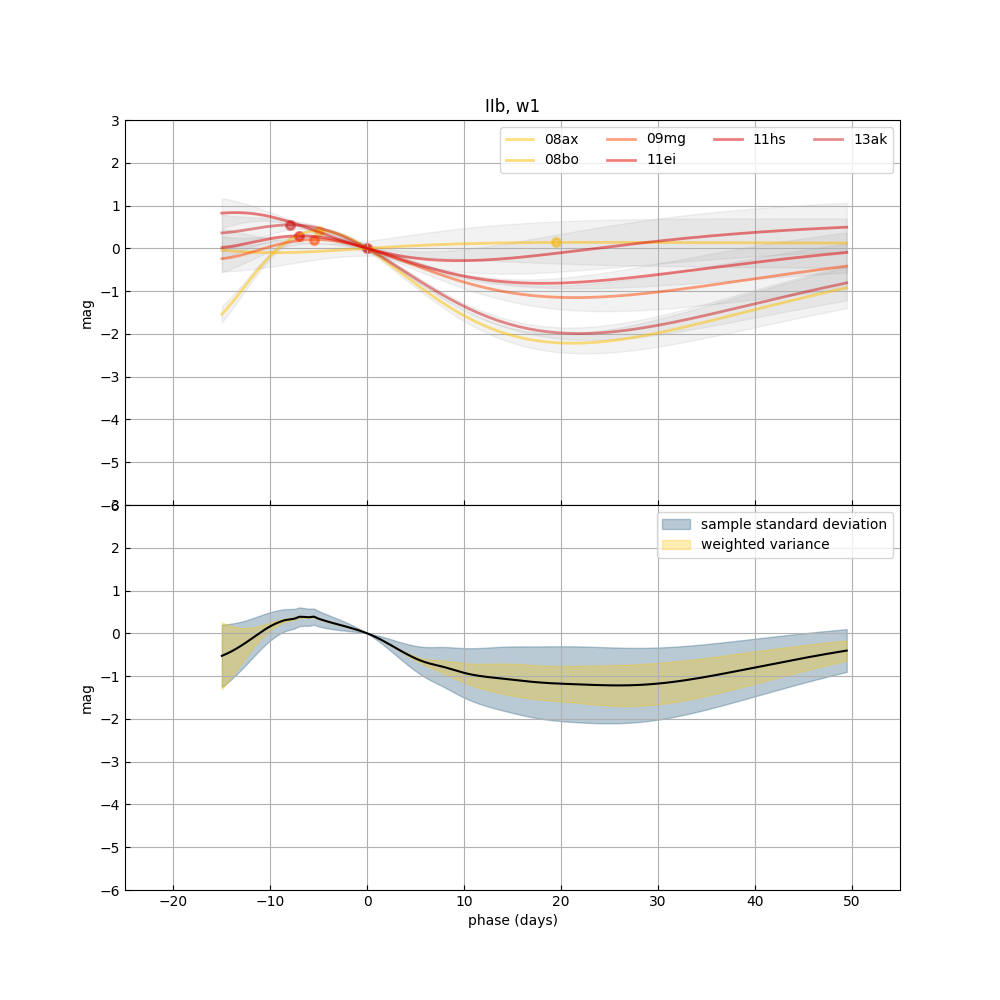 IIb, w1
08ax 09mg 11hs 13ak
08bo 11ei
3
2
1
0
−1
−2
−3
−4
−5
−6
mag
3
2
1
0
−1
−2
−3
−4
−5
−6
mag
sample standard deviation
weighted variance
−20 −10 0 10 20 30 40 50
phase (days)